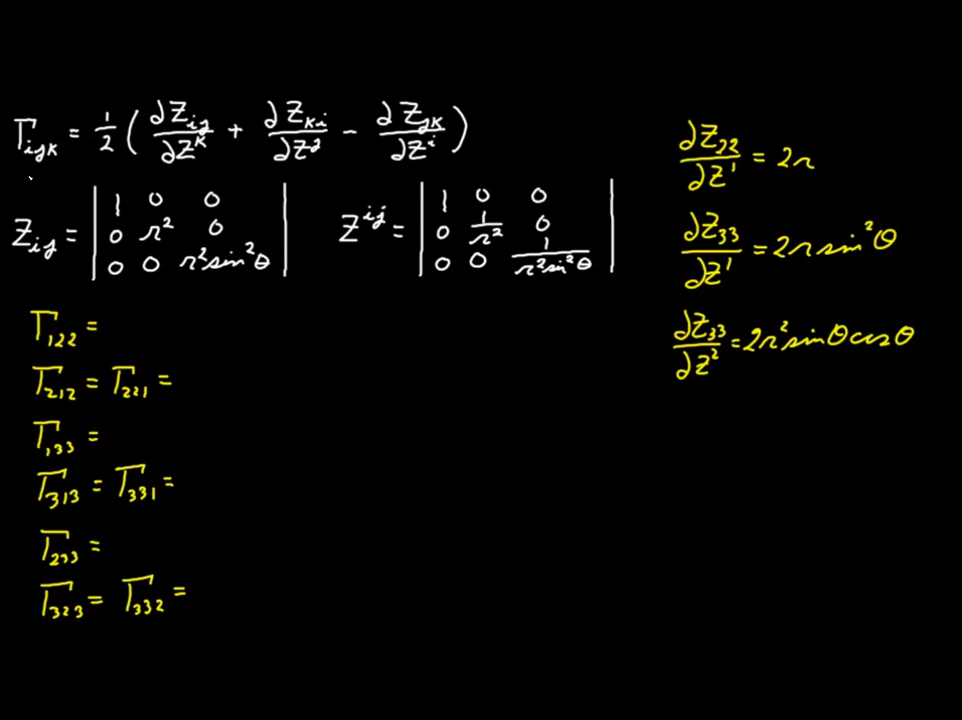 Γ_ijk = 1/2 ( ∂Z_ij/∂Z^k + ∂Z_ki/∂Z^j − ∂Z_jk/∂Z^i )
Z_ij = | 1 0 0 |
| 0 r² 0 |
| 0 0 r²sin²θ |
Z^ij = | 1 0 0 |
| 0 1/r² 0 |
| 0 0 1/r²sin²θ |
Γ_122 =
Γ_212 = Γ_221 =
Γ_133 =
Γ_313 = Γ_331 =
Γ_233 =
Γ_323 = Γ_332 =
∂Z_22/∂Z^1 = 2r
∂Z_33/∂Z^1 = 2r sin²θ
∂Z_33/∂Z^2 = 2r² sinθ cosθ